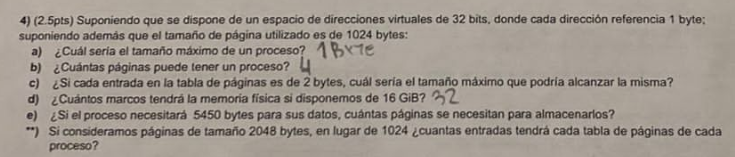 4) (2.5pts) Suponiendo que se dispone de un espacio de direcciones virtuales de 32 bits, donde cada dirección referencia 1 byte;
suponiendo además que el tamaño de página utilizado es de 1024 bytes:
a) ¿Cuál sería el tamaño máximo de un proceso? 1 Byte
b) ¿Cuántas páginas puede tener un proceso? 4
c) ¿Si cada entrada en la tabla de páginas es de 2 bytes, cuál sería el tamaño máximo que podría alcanzar la misma?
d) ¿Cuántos marcos tendrá la memoria física si disponemos de 16 GiB? 32
e) ¿Si el proceso necesitará 5450 bytes para sus datos, cuántas páginas se necesitan para almacenarlos?
**) Si consideramos páginas de tamaño 2048 bytes, en lugar de 1024 ¿cuantas entradas tendrá cada tabla de páginas de cada
proceso?